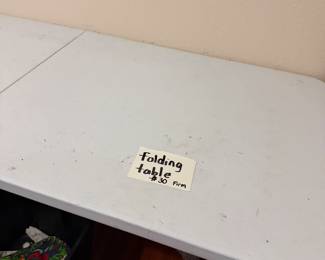 Folding
table
$30 Firm